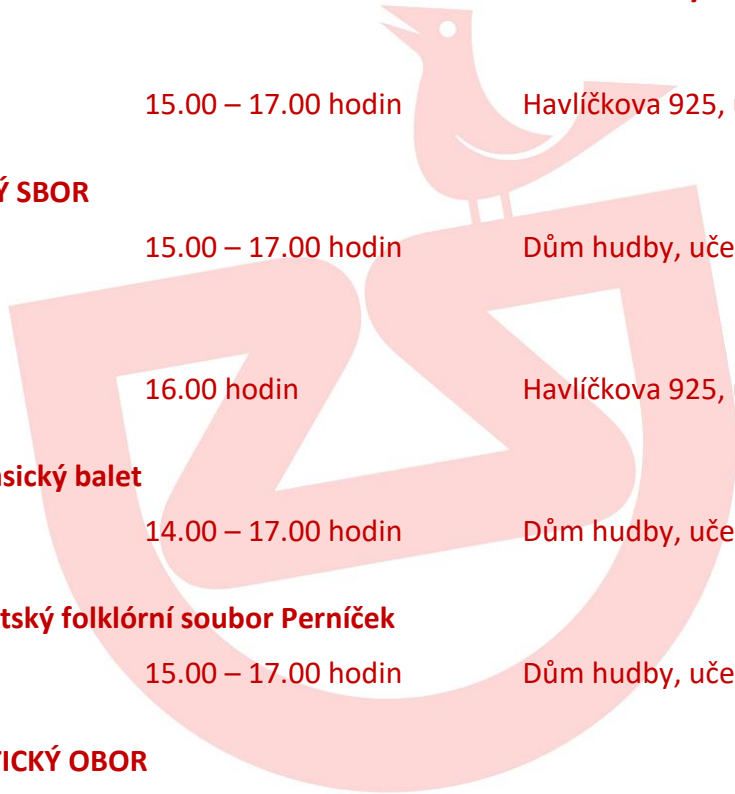 15.00 – 17.00 hodin Havlíčkova 925,
Ý SBOR
15.00 – 17.00 hodin Dům hudby, uče
16.00 hodin Havlíčkova 925,
sický balet
14.00 – 17.00 hodin Dům hudby, uče
tský folklórní soubor Perníček
15.00 – 17.00 hodin Dům hudby, uče
TICKÝ OBOR